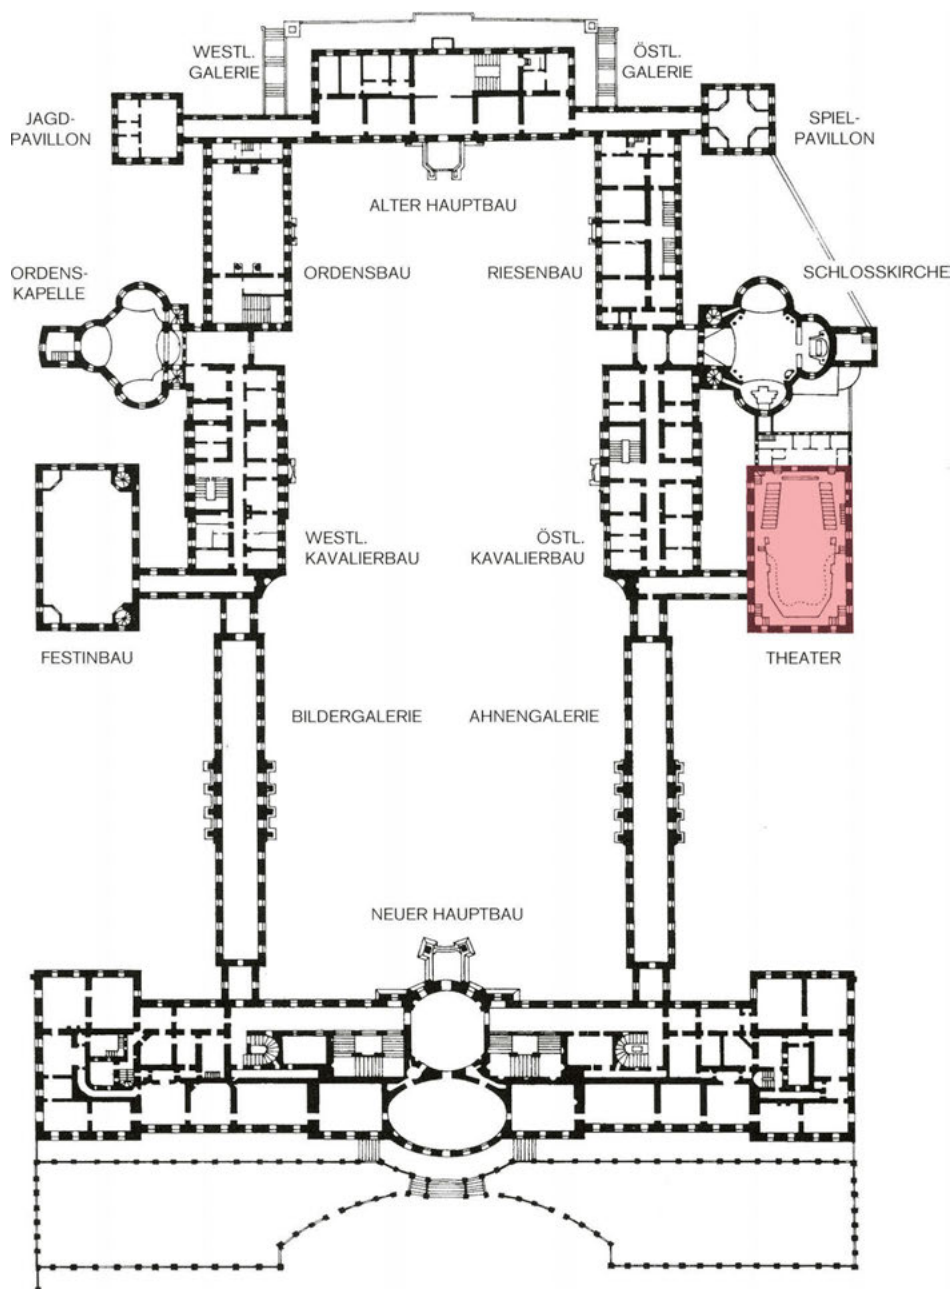 WESTL.
GALERIE
ÖSTL.
GALERIE
JAGD-
PAVILLON
SPIEL-
PAVILLON
ALTER HAUPTBAU
ORDENS-
KAPELLE
ORDENSBAU
RIESENBAU
SCHLOSSKIRCHE
WESTL.
KAVALIERBAU
ÖSTL.
KAVALIERBAU
FESTINBAU
THEATER
BILDERGALERIE
AHNENGALERIE
NEUER HAUPTBAU